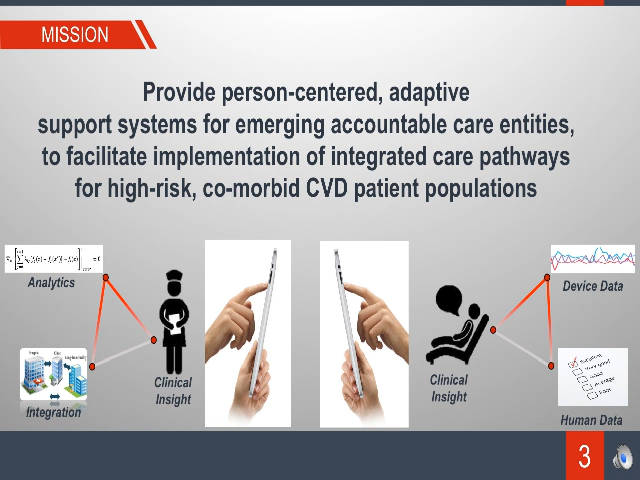 MISSION
Provide person-centered, adaptive
support systems for emerging accountable care entities,
to facilitate implementation of integrated care pathways
for high-risk, co-morbid CVD patient populations
Analytics
Integration
Clinical
Insight
Clinical
Insight
Device Data
Human Data
3